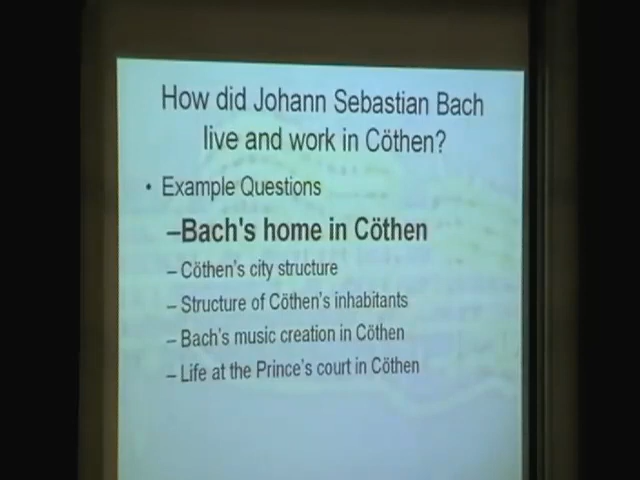 How did Johann Sebastian Bach
live and work in Cöthen?
• Example Questions
–Bach's home in Cöthen
– Cöthen's city structure
– Structure of Cöthen's inhabitants
– Bach's music creation in Cöthen
– Life at the Prince's court in Cöthen